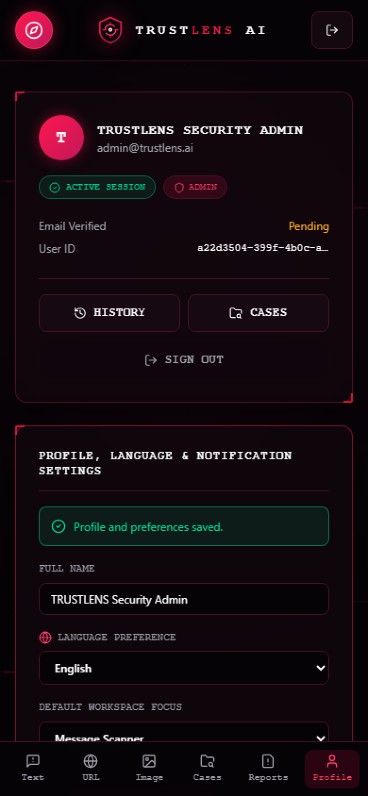 TRUSTLENS AI
T
TRUSTLENS SECURITY ADMIN
admin@trustlens.ai
ACTIVE SESSION
ADMIN
Email Verified
Pending
User ID
a22d3504-399f-4b0c-a…
HISTORY
CASES
SIGN OUT
PROFILE, LANGUAGE & NOTIFICATION
SETTINGS
Profile and preferences saved.
FULL NAME
TRUSTLENS Security Admin
LANGUAGE PREFERENCE
English
DEFAULT WORKSPACE FOCUS
Message Scanner
Text
URL
Image
Cases
Reports
Profile